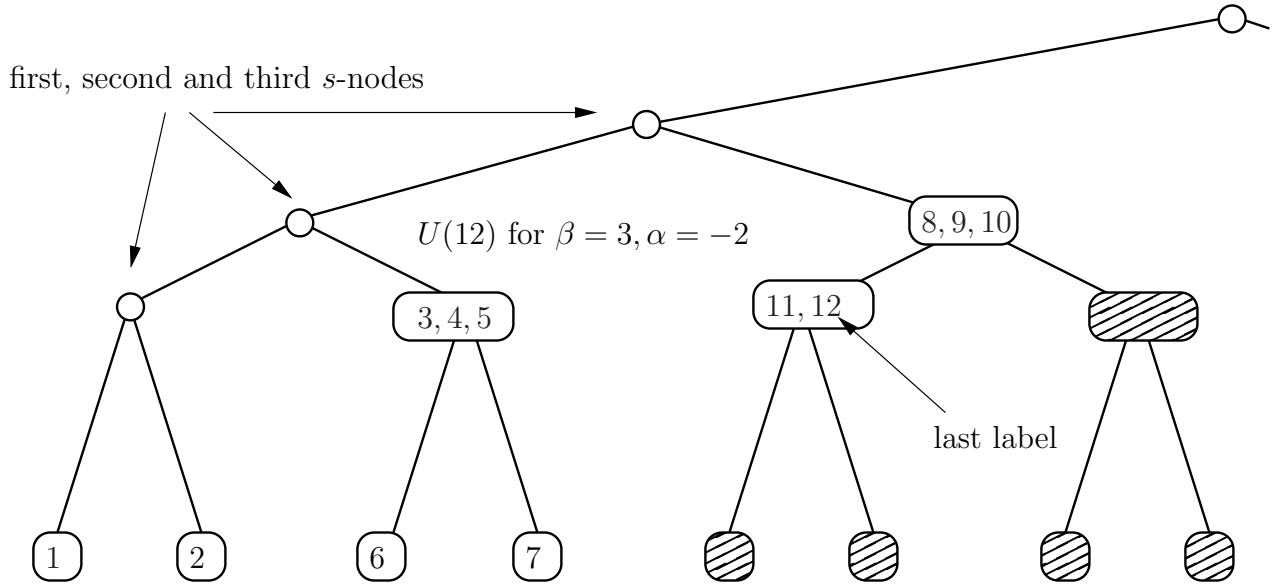 first, second and third s-nodes
8, 9, 10
U(12) for β = 3, α = −2
11, 12
3, 4, 5
last label
1
2
6
7